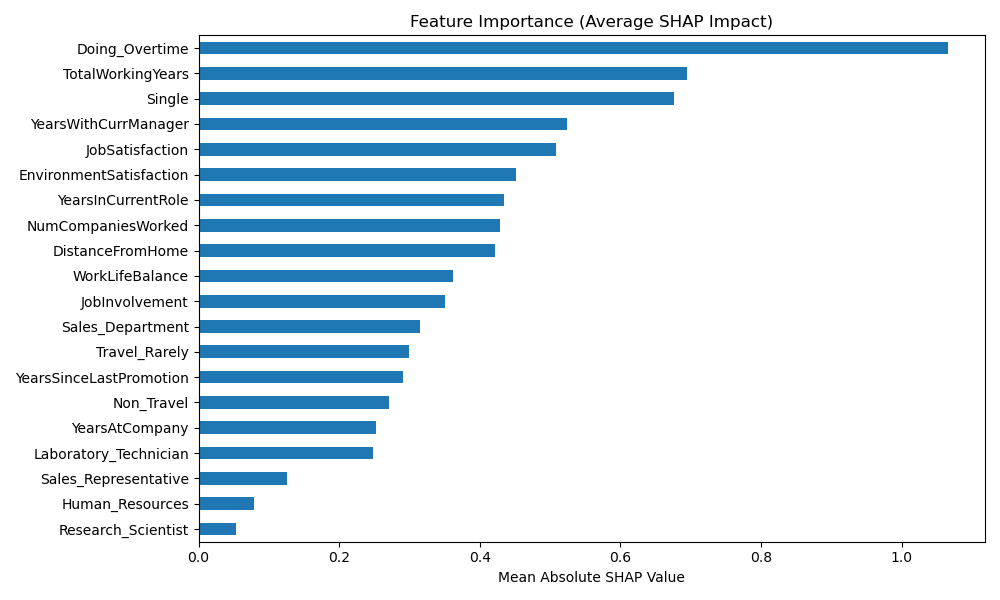 Feature Importance (Average SHAP Impact)
Doing_Overtime
TotalWorkingYears
Single
YearsWithCurrManager
JobSatisfaction
EnvironmentSatisfaction
YearsInCurrentRole
NumCompaniesWorked
DistanceFromHome
WorkLifeBalance
JobInvolvement
Sales_Department
Travel_Rarely
YearsSinceLastPromotion
Non_Travel
YearsAtCompany
Laboratory_Technician
Sales_Representative
Human_Resources
Research_Scientist
0.0 0.2 0.4 0.6 0.8 1.0
Mean Absolute SHAP Value